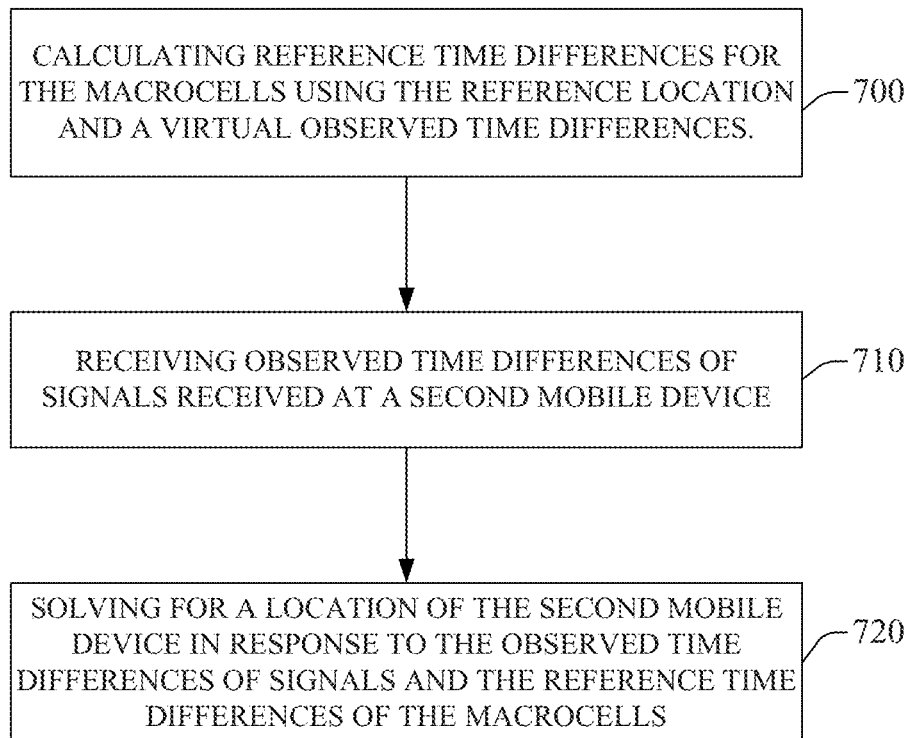 CALCULATING REFERENCE TIME DIFFERENCES FOR
THE MACROCELLS USING THE REFERENCE LOCATION
AND A VIRTUAL OBSERVED TIME DIFFERENCES.
700
RECEIVING OBSERVED TIME DIFFERENCES OF
SIGNALS RECEIVED AT A SECOND MOBILE DEVICE
710
SOLVING FOR A LOCATION OF THE SECOND MOBILE
DEVICE IN RESPONSE TO THE OBSERVED TIME
DIFFERENCES OF SIGNALS AND THE REFERENCE TIME
DIFFERENCES OF THE MACROCELLS
720